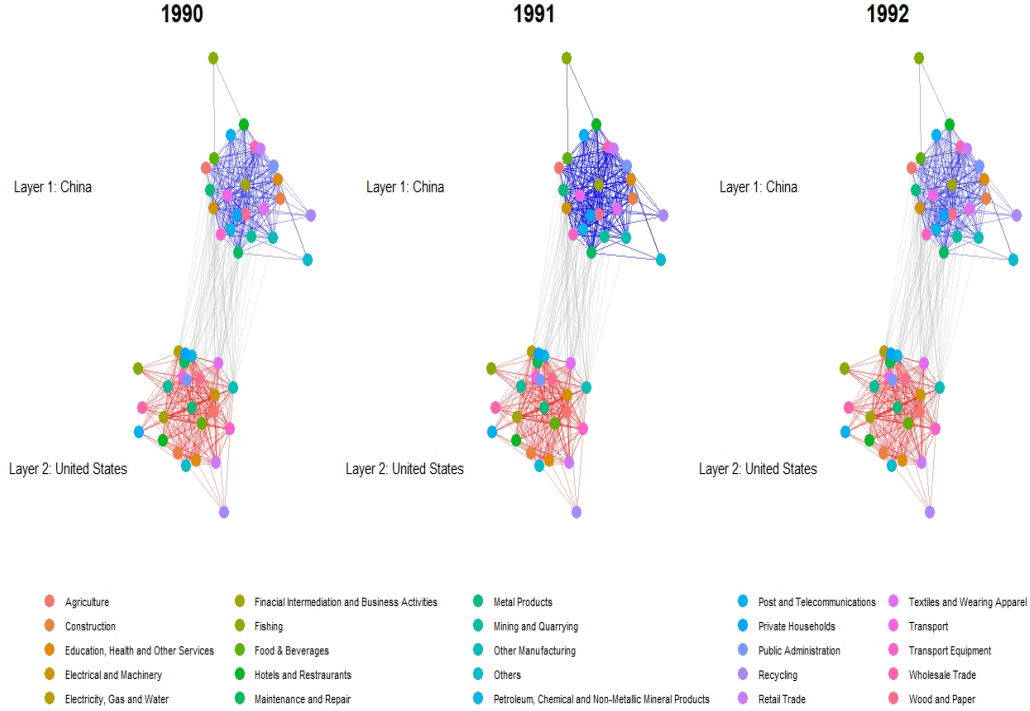 1990 1991 1992
Layer 1: China Layer 1: China Layer 1: China
Layer 2: United States Layer 2: United States Layer 2: United States
Agriculture Finacial Intermediation and Business Activities Metal Products Post and Telecommunications Textiles and Wearing Apparel
Construction Fishing Mining and Quarrying Private Households Transport
Education, Health and Other Services Food & Beverages Other Manufacturing Public Administration Transport Equipment
Electrical and Machinery Hotels and Restraurants Others Recycling Wholesale Trade
Electricity, Gas and Water Maintenance and Repair Petroleum, Chemical and Non-Metallic Mineral Products Retail Trade Wood and Paper